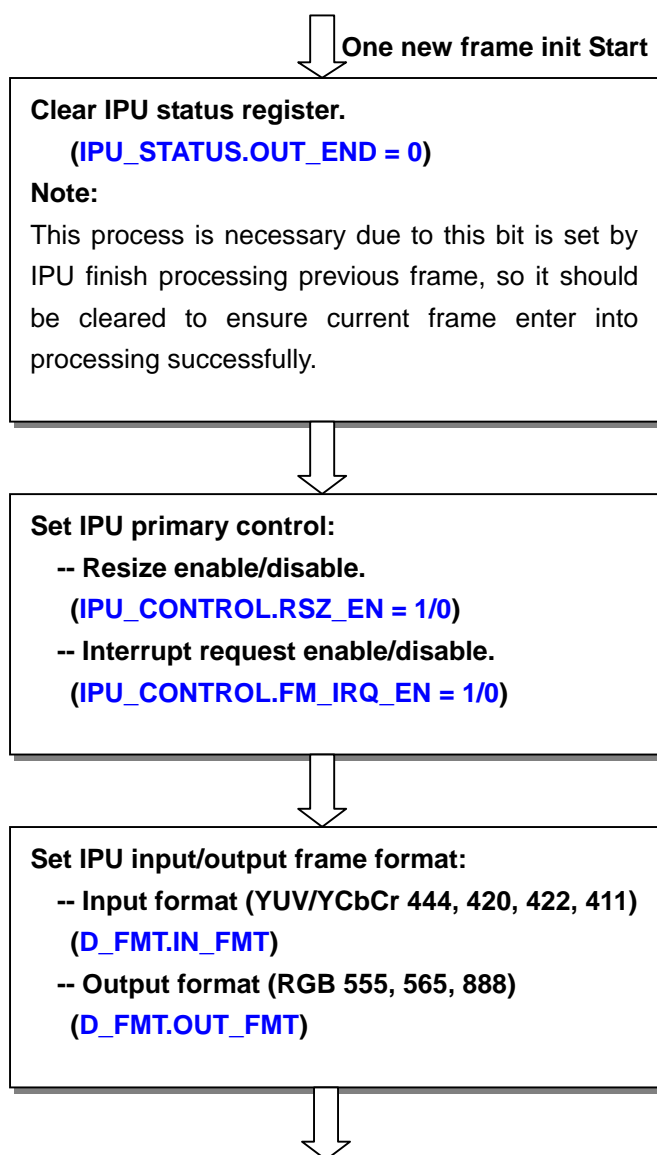 One new frame init Start
Clear IPU status register.
(IPU_STATUS.OUT_END = 0)
Note:
This process is necessary due to this bit is set by
IPU finish processing previous frame, so it should
be cleared to ensure current frame enter into
processing successfully.
Set IPU primary control:
-- Resize enable/disable.
(IPU_CONTROL.RSZ_EN = 1/0)
-- Interrupt request enable/disable.
(IPU_CONTROL.FM_IRQ_EN = 1/0)
Set IPU input/output frame format:
-- Input format (YUV/YCbCr 444, 420, 422, 411)
(D_FMT.IN_FMT)
-- Output format (RGB 555, 565, 888)
(D_FMT.OUT_FMT)